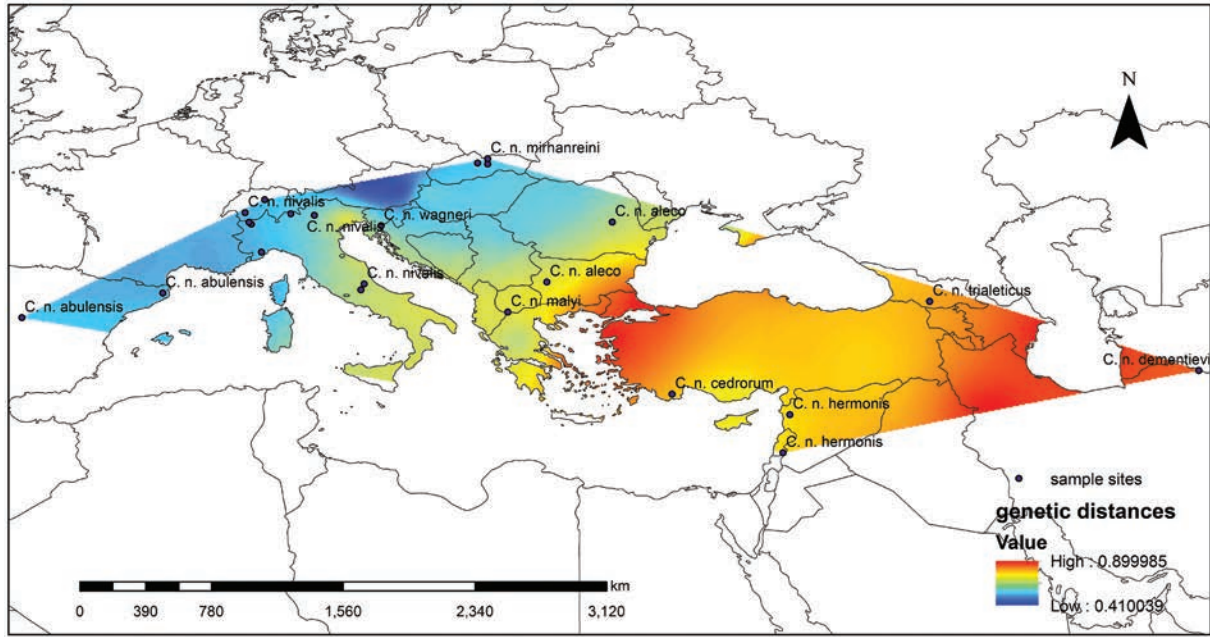 N
C. n. mirhanreini
C. n. nivalis
C. n. wagneri
C. n. aleco
C. n. nivalis
C. n. nivalis
C. n. abulensis
C. n. aleco
C. n. abulensis
C. n. malyi
C. n. trialeticus
C. n. dementievi
C. n. cedrorum
C. n. hermonis
C. n. hermonis
sample sites
genetic distances
Value
High : 0.899985
Low : 0.410039
km
0 390 780 1,560 2,340 3,120